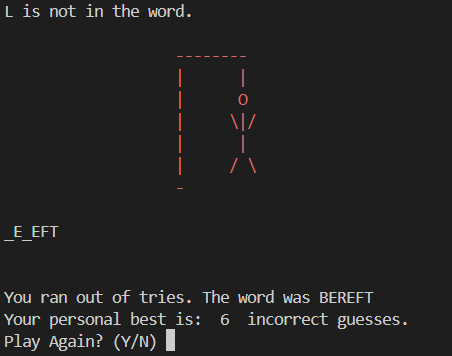 L is not in the word.
--------
|      |
|      O
|     \|/
|      |
|     / \
-
_E_EFT
You ran out of tries. The word was BEREFT
Your personal best is:  6  incorrect guesses.
Play Again? (Y/N)